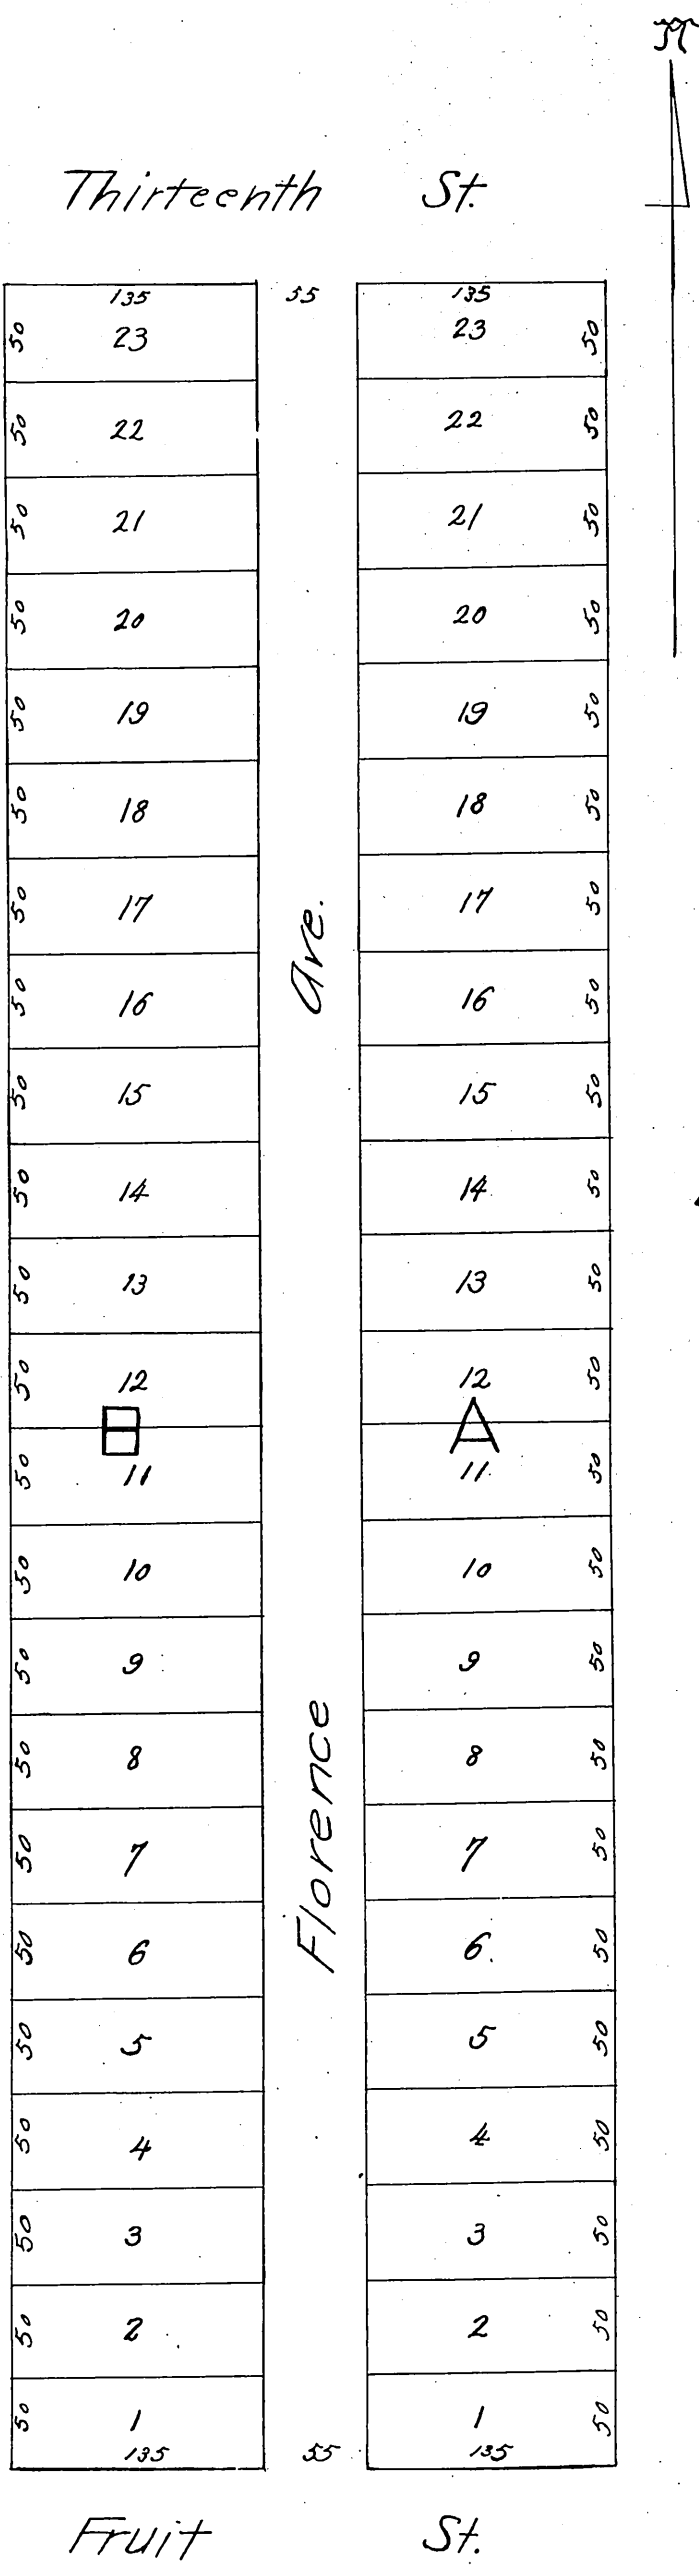 N
Thirteenth St.
135 55 135
50 23 23 50
50 22 22 50
50 21 21 50
50 20 20 50
50 19 19 50
50 18 18 50
50 17 17 50
Ave.
50 16 16 50
50 15 15 50
50 14 14 50
50 13 13 50
50 12 12 50
B A
50 11 11 50
50 10 10 50
50 9 9 50
50 8 8 50
Florence
50 7 7 50
50 6 6 50
50 5 5 50
50 4 4 50
50 3 3 50
50 2 2 50
50 1 1 50
135 55 135
Fruit St.